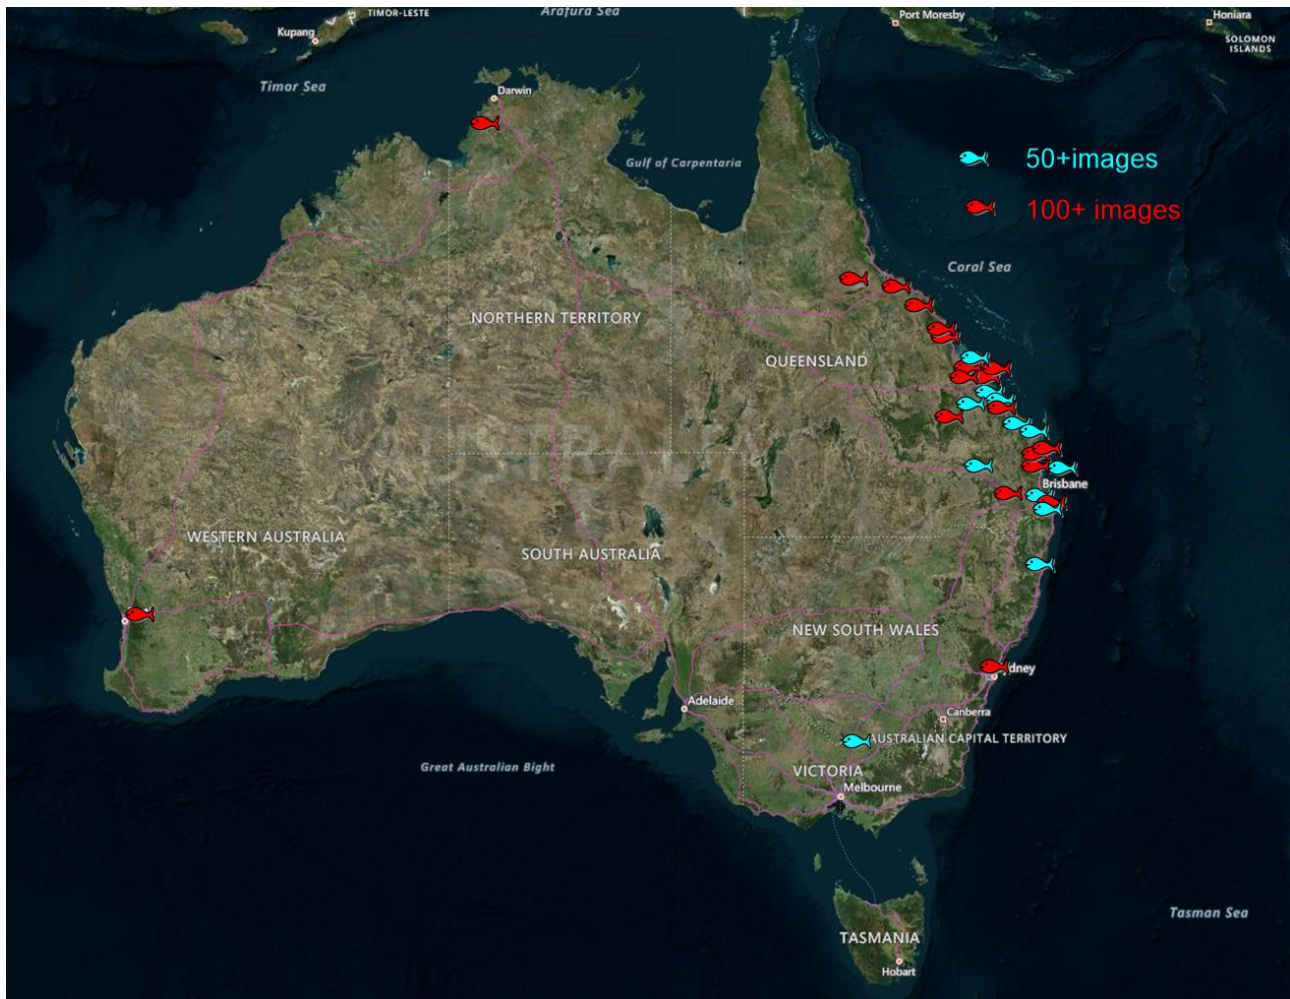 Arafura Sea
TIMOR-LESTE
Kupang
Port Moresby
Honiara
SOLOMON
ISLANDS
Timor Sea
Darwin
Gulf of Carpentaria
50+images
100+ images
Coral Sea
NORTHERN TERRITORY
QUEENSLAND
AUSTRALIA
Brisbane
WESTERN AUSTRALIA
SOUTH AUSTRALIA
NEW SOUTH WALES
dney
Adelaide
Canberra
AUSTRALIAN CAPITAL TERRITORY
Great Australian Bight
VICTORIA
Melbourne
Tasman Sea
TASMANIA
Hobart